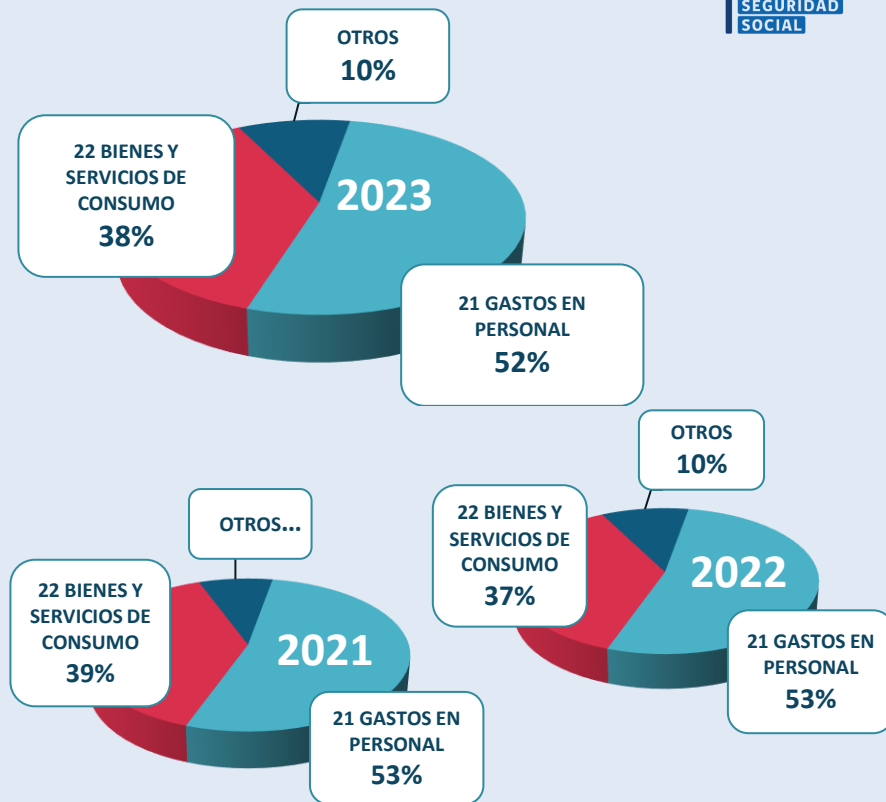 SEGURIDAD
SOCIAL
OTROS
10%
22 BIENES Y
SERVICIOS DE
CONSUMO
38%
2023
21 GASTOS EN
PERSONAL
52%
OTROS
10%
22 BIENES Y
SERVICIOS DE
CONSUMO
37%
2022
21 GASTOS EN
PERSONAL
53%
OTROS...
22 BIENES Y
SERVICIOS DE
CONSUMO
39%
2021
21 GASTOS EN
PERSONAL
53%